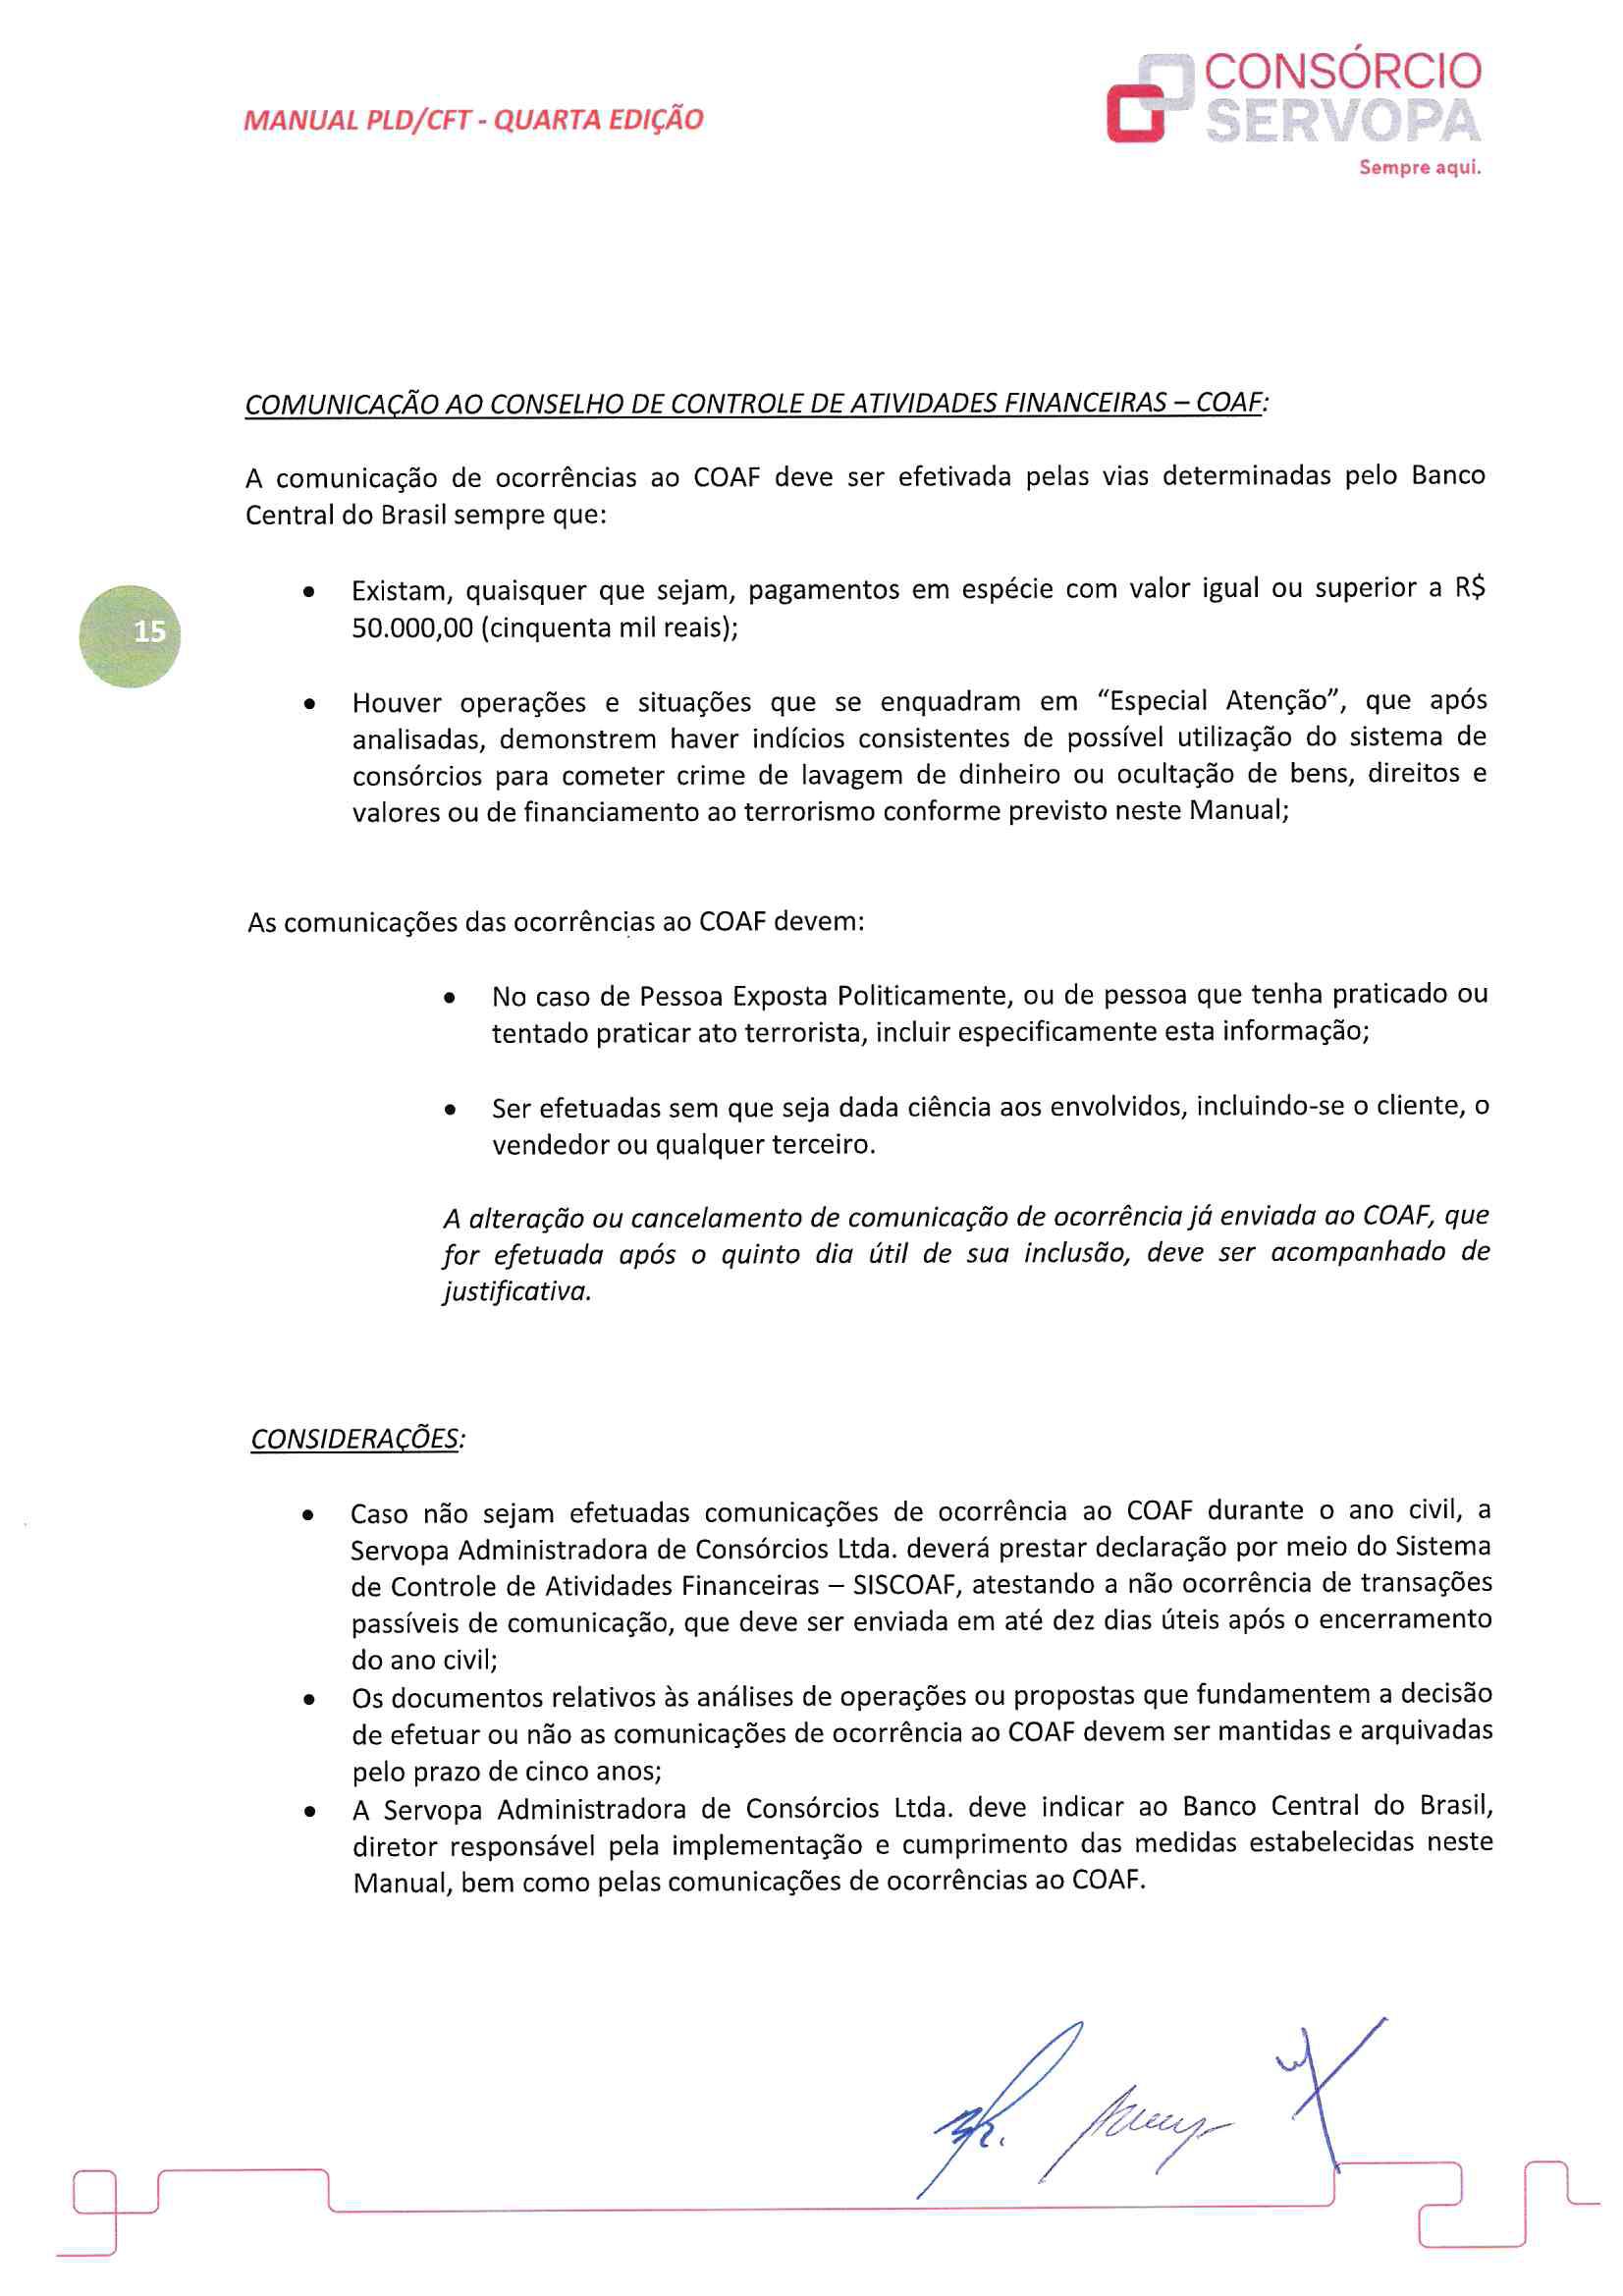 MANUAL PLD/CFT - QUARTA EDIÇÃO
CONSÓRCIO
SERVOPA
Sempre aqui.
COMUNICAÇÃO AO CONSELHO DE CONTROLE DE ATIVIDADES FINANCEIRAS – COAF:
A comunicação de ocorrências ao COAF deve ser efetivada pelas vias determinadas pelo Banco
Central do Brasil sempre que:
• Existam, quaisquer que sejam, pagamentos em espécie com valor igual ou superior a R$
50.000,00 (cinquenta mil reais);
15
• Houver operações e situações que se enquadram em “Especial Atenção”, que após
analisadas, demonstrem haver indícios consistentes de possível utilização do sistema de
consórcios para cometer crime de lavagem de dinheiro ou ocultação de bens, direitos e
valores ou de financiamento ao terrorismo conforme previsto neste Manual;
As comunicações das ocorrências ao COAF devem:
• No caso de Pessoa Exposta Politicamente, ou de pessoa que tenha praticado ou
tentado praticar ato terrorista, incluir especificamente esta informação;
• Ser efetuadas sem que seja dada ciência aos envolvidos, incluindo-se o cliente, o
vendedor ou qualquer terceiro.
A alteração ou cancelamento de comunicação de ocorrência já enviada ao COAF, que
for efetuada após o quinto dia útil de sua inclusão, deve ser acompanhado de
justificativa.
CONSIDERAÇÕES:
• Caso não sejam efetuadas comunicações de ocorrência ao COAF durante o ano civil, a
Servopa Administradora de Consórcios Ltda. deverá prestar declaração por meio do Sistema
de Controle de Atividades Financeiras – SISCOAF, atestando a não ocorrência de transações
passíveis de comunicação, que deve ser enviada em até dez dias úteis após o encerramento
do ano civil;
• Os documentos relativos às análises de operações ou propostas que fundamentem a decisão
de efetuar ou não as comunicações de ocorrência ao COAF devem ser mantidas e arquivadas
pelo prazo de cinco anos;
• A Servopa Administradora de Consórcios Ltda. deve indicar ao Banco Central do Brasil,
diretor responsável pela implementação e cumprimento das medidas estabelecidas neste
Manual, bem como pelas comunicações de ocorrências ao COAF.